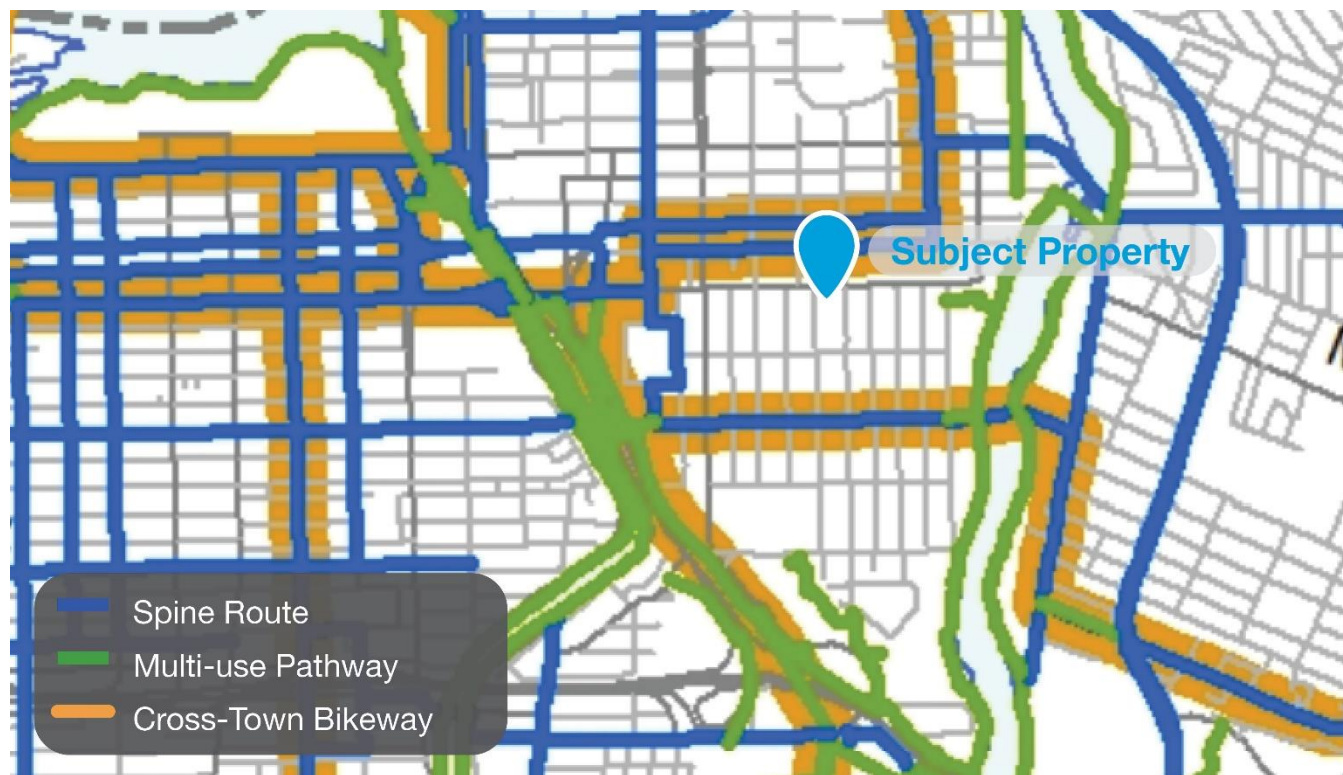 Subject Property
Spine Route
Multi-use Pathway
Cross-Town Bikeway